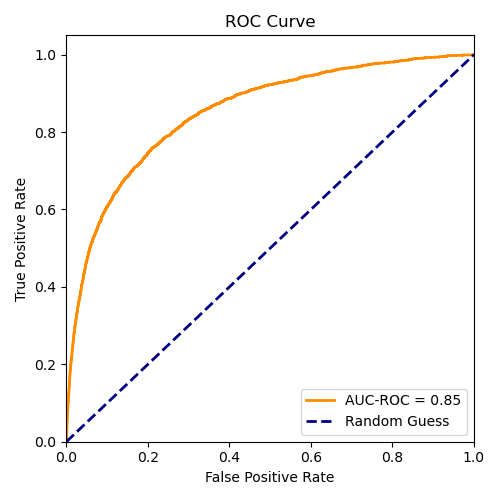 ROC Curve
True Positive Rate
1.0
0.8
0.6
0.4
0.2
0.0
AUC-ROC = 0.85
Random Guess
0.0 0.2 0.4 0.6 0.8 1.0
False Positive Rate